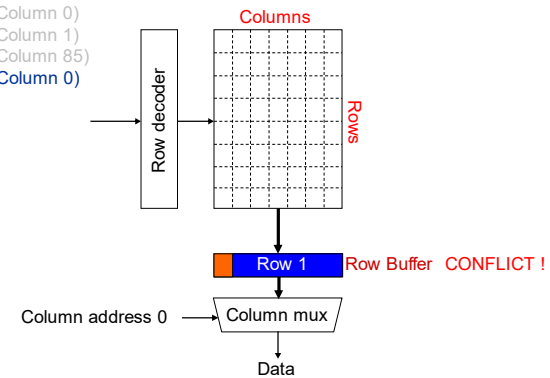 Column 0)
Column 1)
Column 85)
Column 0)
Columns
Row decoder
Rows
Row 1
Row Buffer CONFLICT !
Column address 0
Column mux
Data